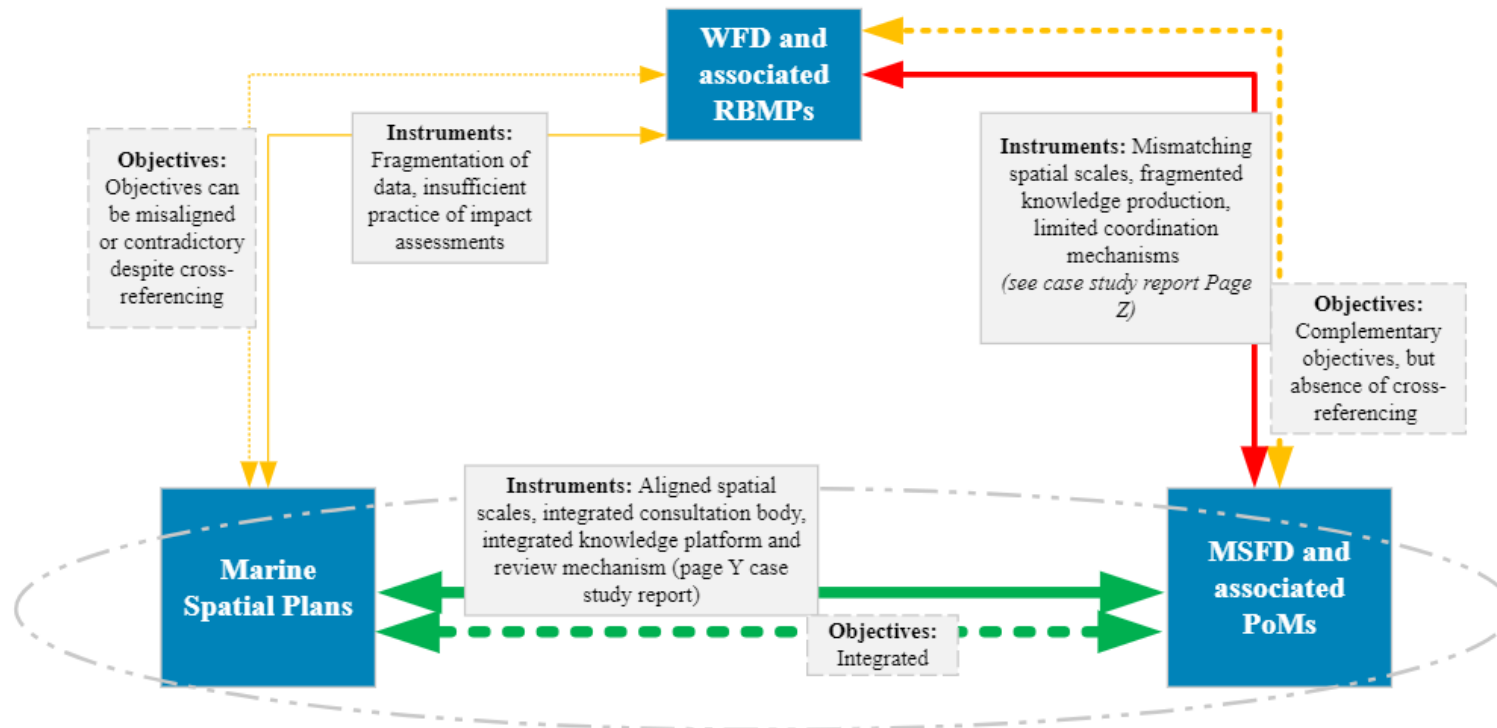 WFD and
associated
RBMPs
Objectives:
Objectives can
be misaligned
or contradictory
despite cross-
referencing
Instruments:
Fragmentation of
data, insufficient
practice of impact
assessments
Instruments: Mismatching
spatial scales, fragmented
knowledge production,
limited coordination
mechanisms
(see case study report Page
Z)
Objectives:
Complementary
objectives, but
absence of cross-
referencing
Marine
Spatial Plans
Instruments: Aligned spatial
scales, integrated consultation body,
integrated knowledge platform and
review mechanism (page Y case
study report)
Objectives:
Integrated
MSFD and
associated
PoMs